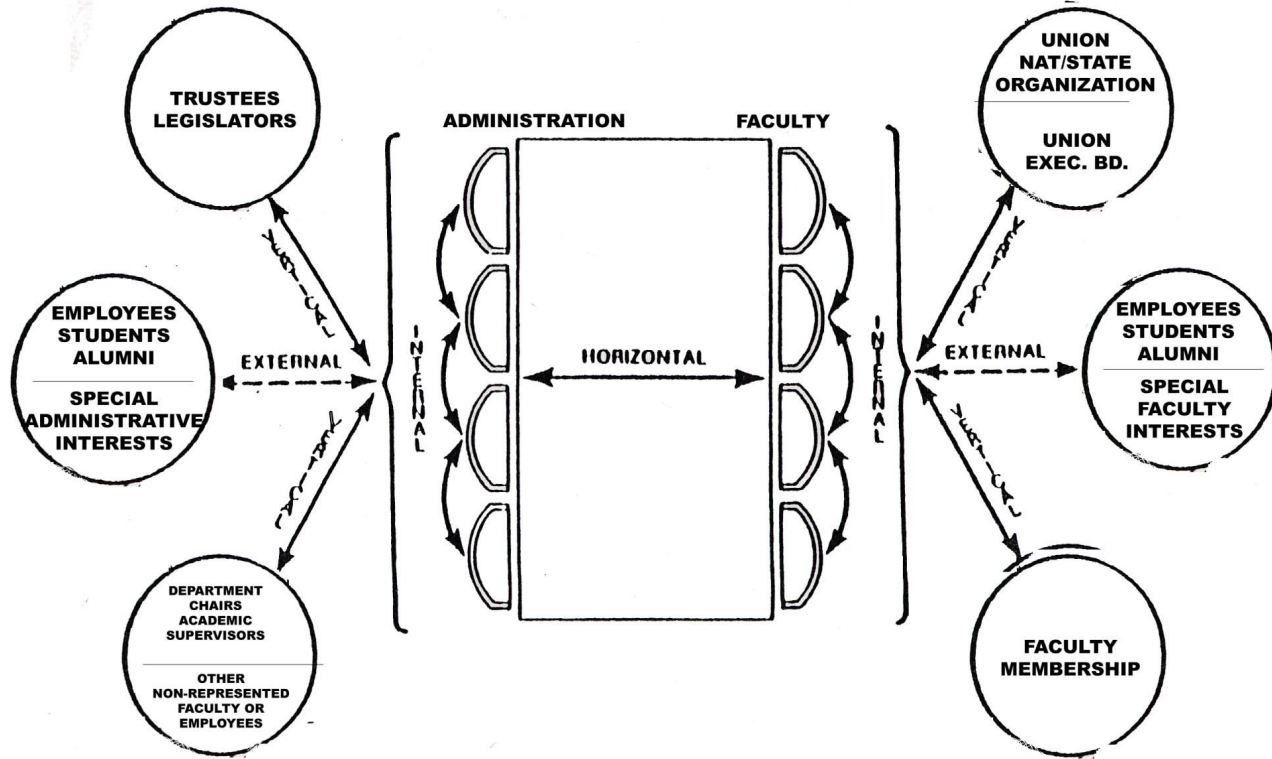 TRUSTEES
LEGISLATORS
VERTICAL
EMPLOYEES
STUDENTS
ALUMNI
SPECIAL
ADMINISTRATIVE
INTERESTS
EXTERNAL
VERTICAL
DEPARTMENT
CHAIRS
ACADEMIC
SUPERVISORS
OTHER
NON-REPRESENTED
FACULTY OR
EMPLOYEES
INTERNAL
ADMINISTRATION
HORIZONTAL
FACULTY
INTERNAL
UNION
NAT/STATE
ORGANIZATION
UNION
EXEC. BD.
VERTICAL
EXTERNAL
EMPLOYEES
STUDENTS
ALUMNI
SPECIAL
FACULTY
INTERESTS
VERTICAL
FACULTY
MEMBERSHIP